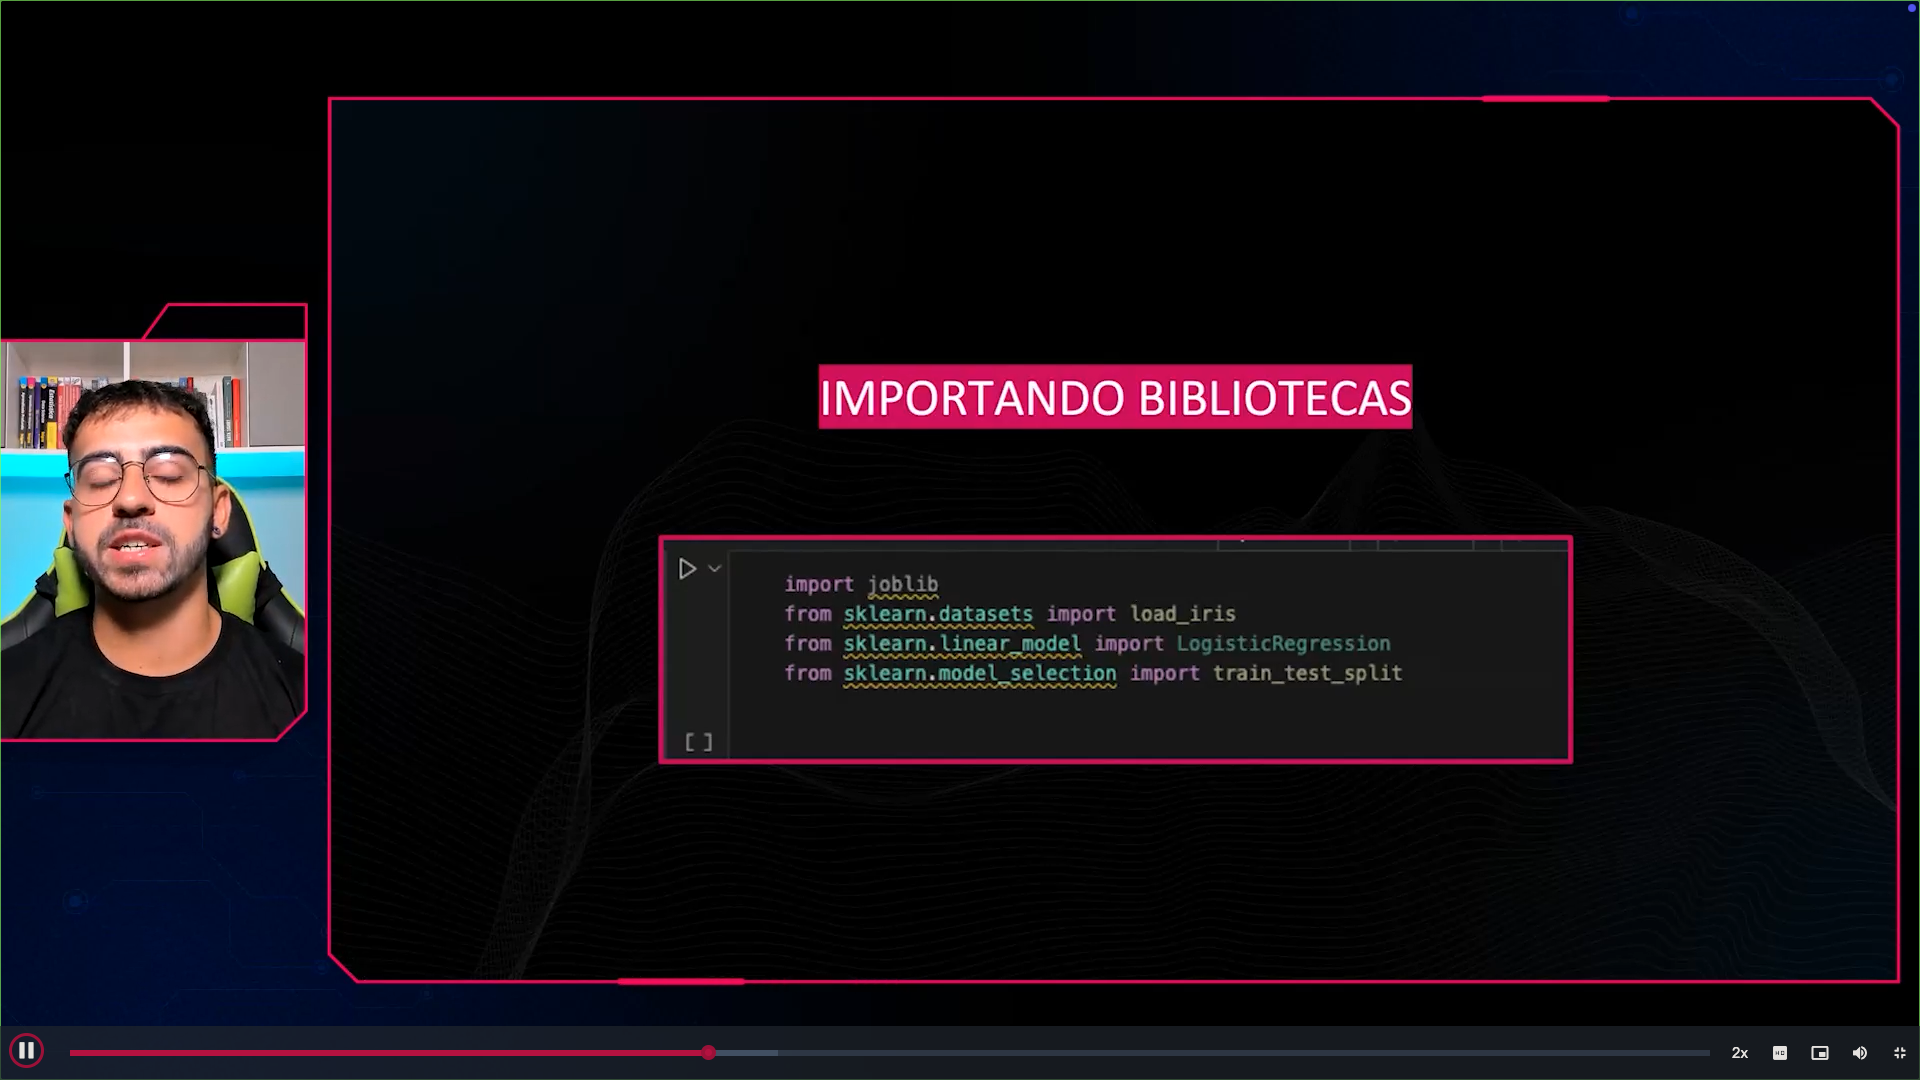 IMPORTANDO BIBLIOTECAS
import joblib
from sklearn.datasets import load_iris
from sklearn.linear_model import LogisticRegression
from sklearn.model_selection import train_test_split
[ ]
2x